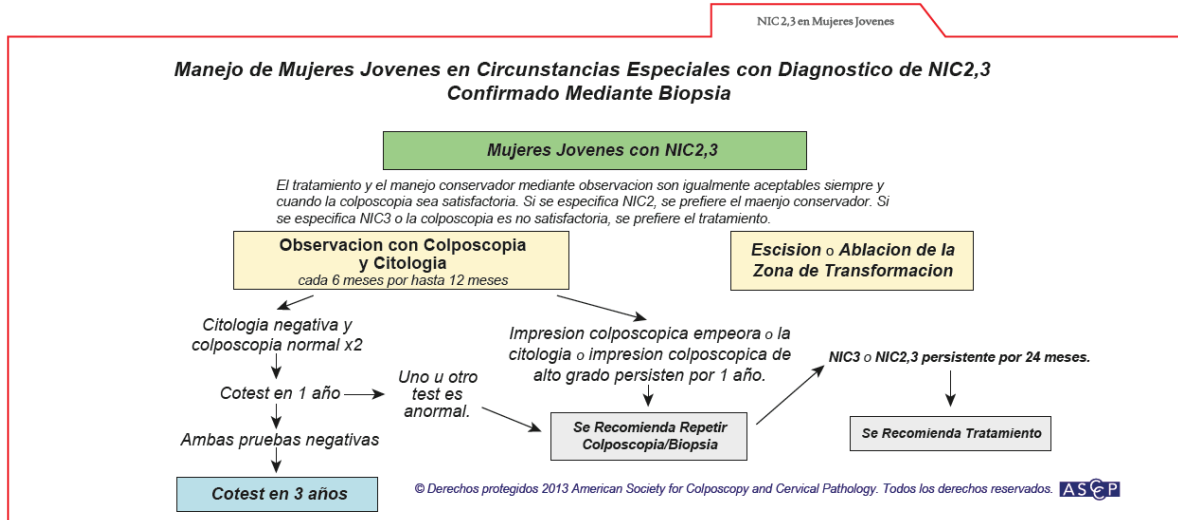 NIC 2,3 en Mujeres Jovenes
Manejo de Mujeres Jovenes en Circunstancias Especiales con Diagnostico de NIC2,3
Confirmado Mediante Biopsia
Mujeres Jovenes con NIC2,3
El tratamiento y el manejo conservador mediante observacion son igualmente aceptables siempre y
cuando la colposcopia sea satisfactoria. Si se especifica NIC2, se prefiere el maenjo conservador. Si
se especifica NIC3 o la colposcopia es no satisfactoria, se prefiere el tratamiento.
Observacion con Colposcopia
y Citologia
cada 6 meses por hasta 12 meses
Escision o Ablacion de la
Zona de Transformacion
Citologia negativa y
colposcopia normal x2
Impresion colposcopica empeora o la
citologia o impresion colposcopica de
alto grado persisten por 1 año.
NIC3 o NIC2,3 persistente por 24 meses.
Cotest en 1 año
Uno u otro
test es
anormal.
Se Recomienda Repetir
Colposcopia/Biopsia
Se Recomienda Tratamiento
Ambas pruebas negativas
Cotest en 3 años
© Derechos protegidos 2013 American Society for Colposcopy and Cervical Pathology. Todos los derechos reservados.
ASCCP